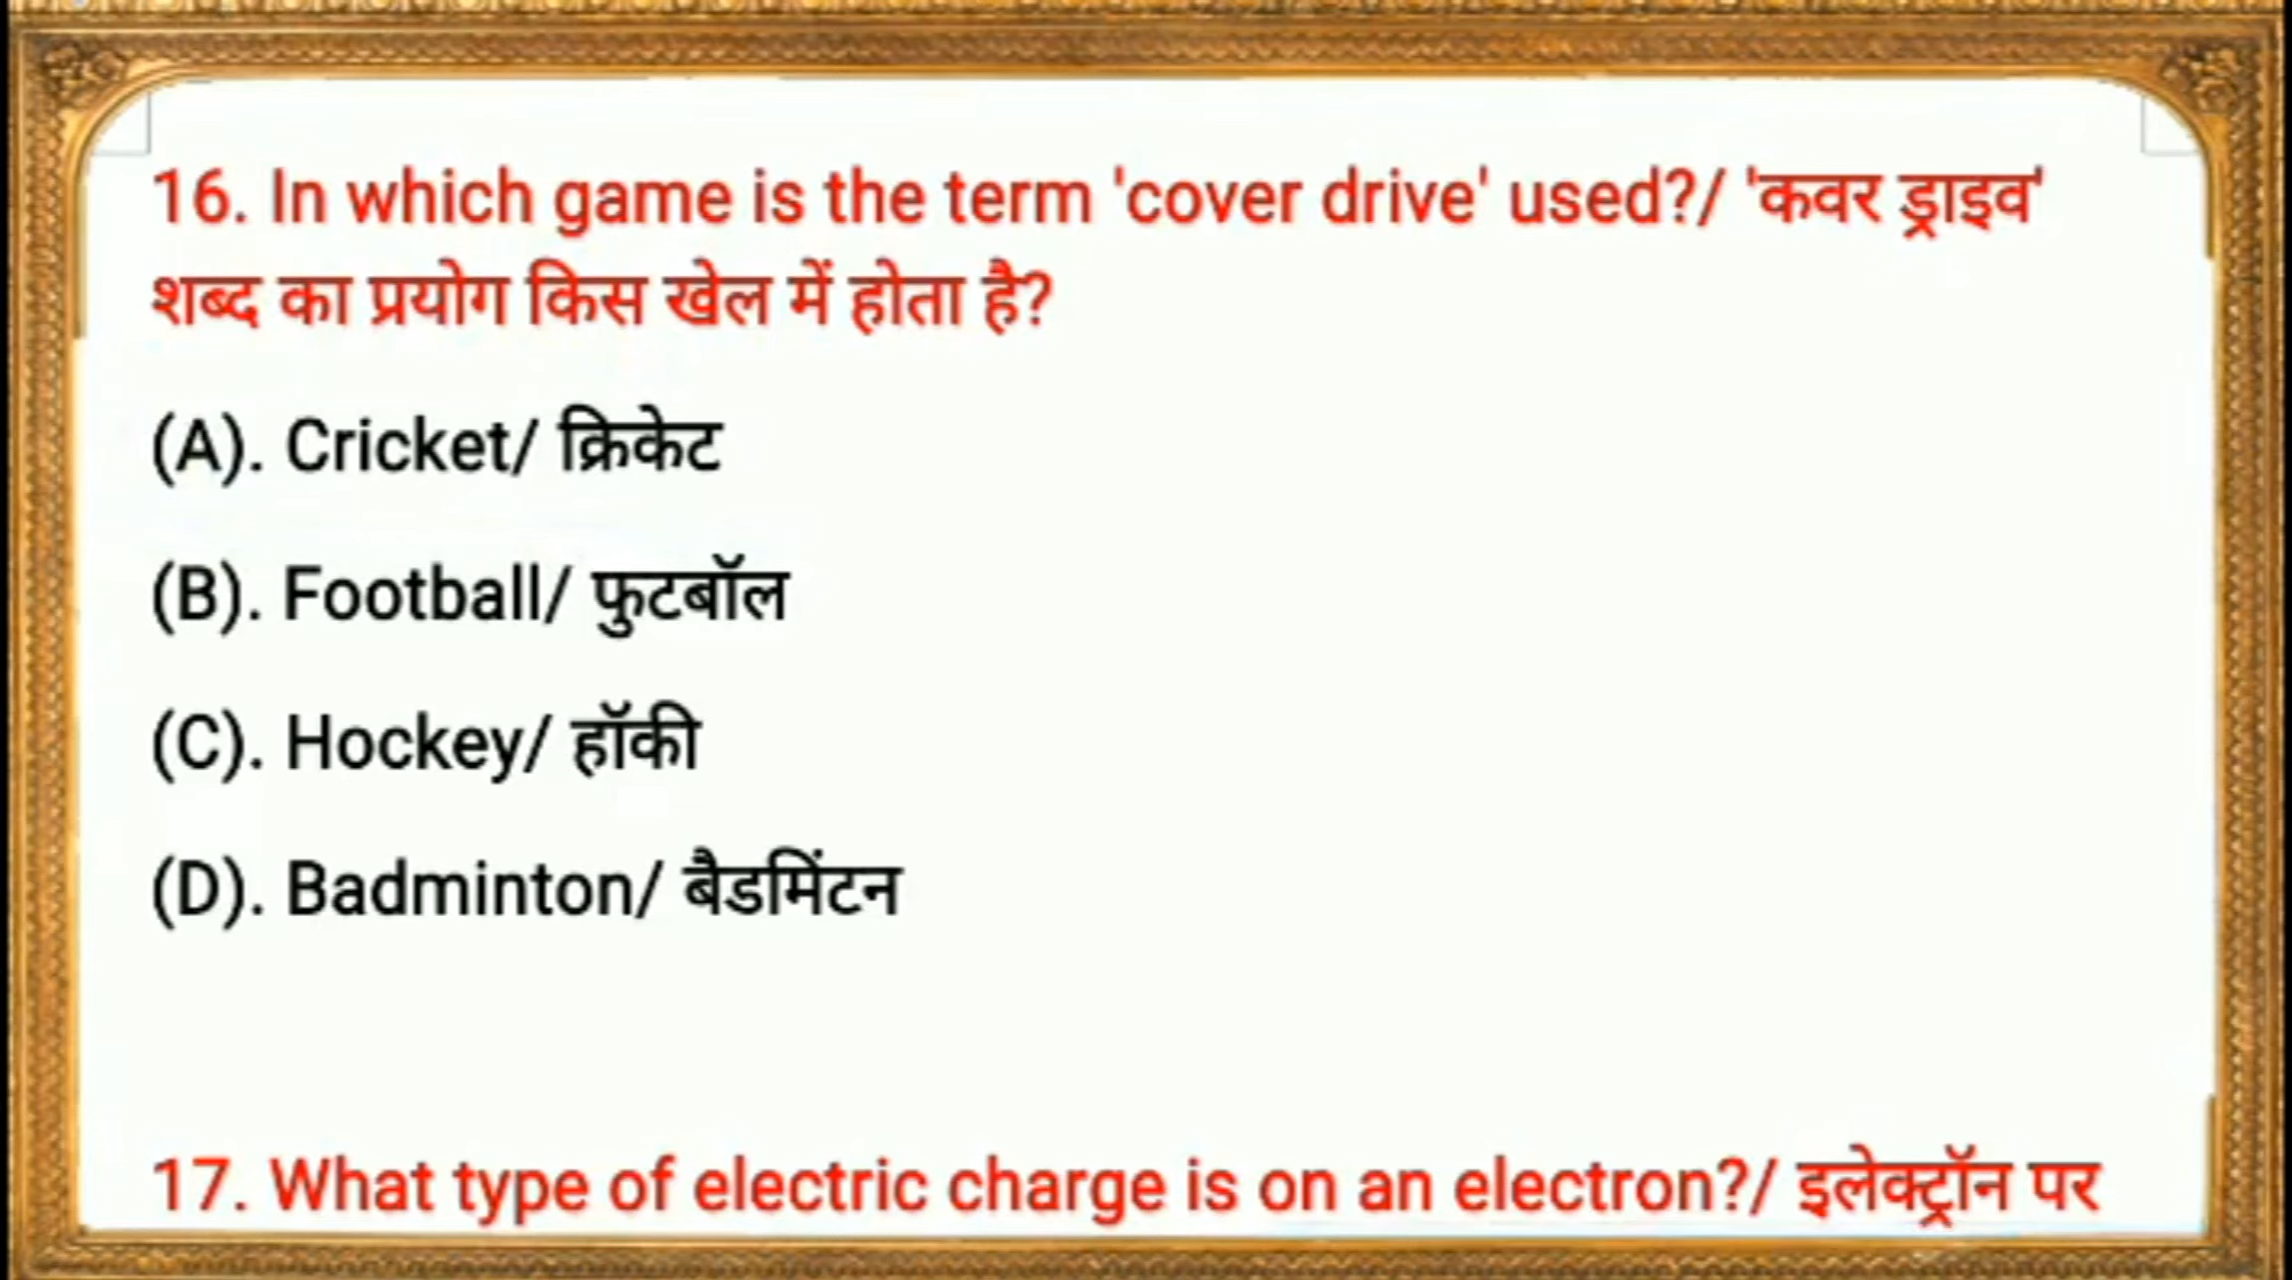 16. In which game is the term 'cover drive' used?/ 'कवर ड्राइव'
शब्द का प्रयोग किस खेल में होता है?
(A). Cricket/ क्रिकेट
(B). Football/ फुटबॉल
(C). Hockey/ हॉकी
(D). Badminton/ बैडमिंटन
17. What type of electric charge is on an electron?/ इलेक्ट्रॉन पर